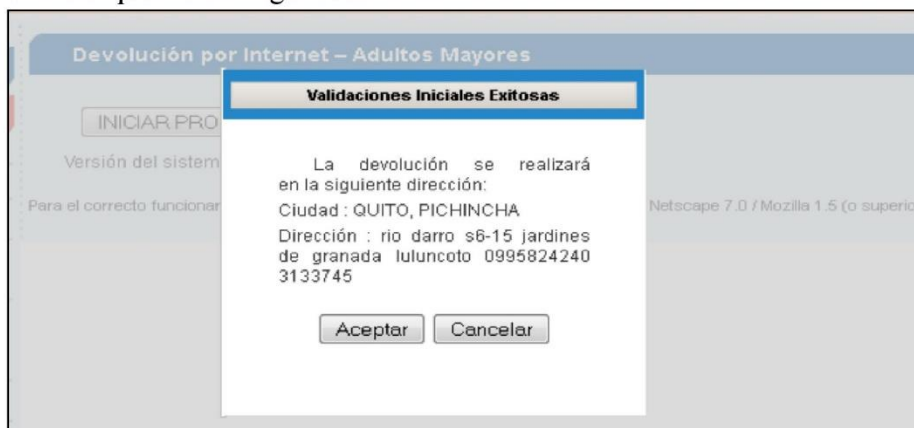 Devolución por Internet – Adultos Mayores
Validaciones Iniciales Exitosas
INICIAR PRO
Versión del sistem
La devolución se realizará
en la siguiente dirección:
Para el correcto funcionar
Netscape 7.0 / Mozilla 1.5 (o superio
Ciudad : QUITO, PICHINCHA
Dirección : rio darro s6-15 jardines
de granada luluncoto 0995824240
3133745
Aceptar Cancelar